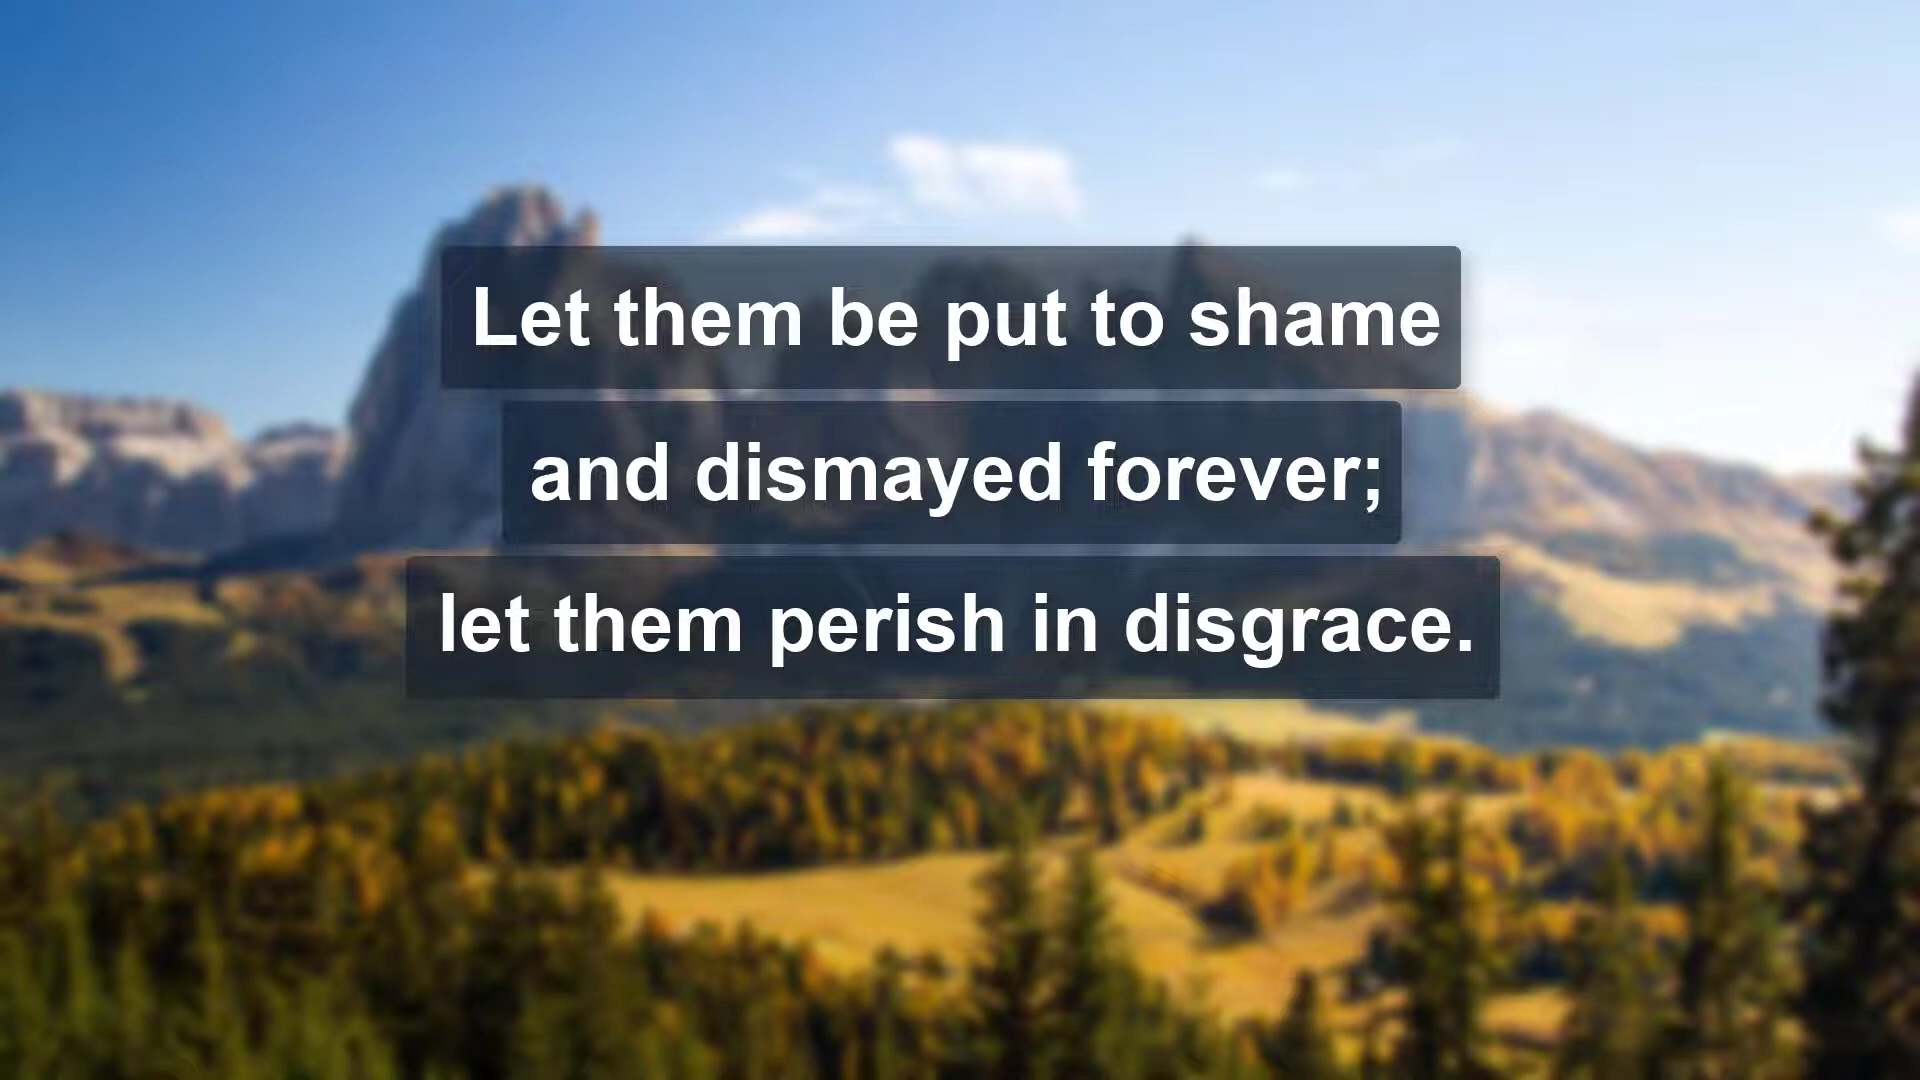 Let them be put to shame
and dismayed forever;
let them perish in disgrace.